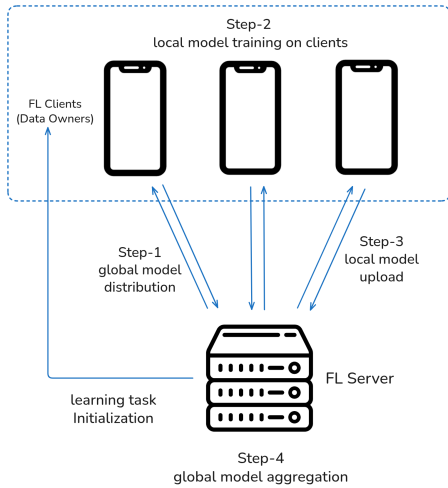 Step-2
local model training on clients
FL Clients
(Data Owners)
Step-1
global model
distribution
Step-3
local model
upload
FL Server
learning task
Initialization
Step-4
global model aggregation